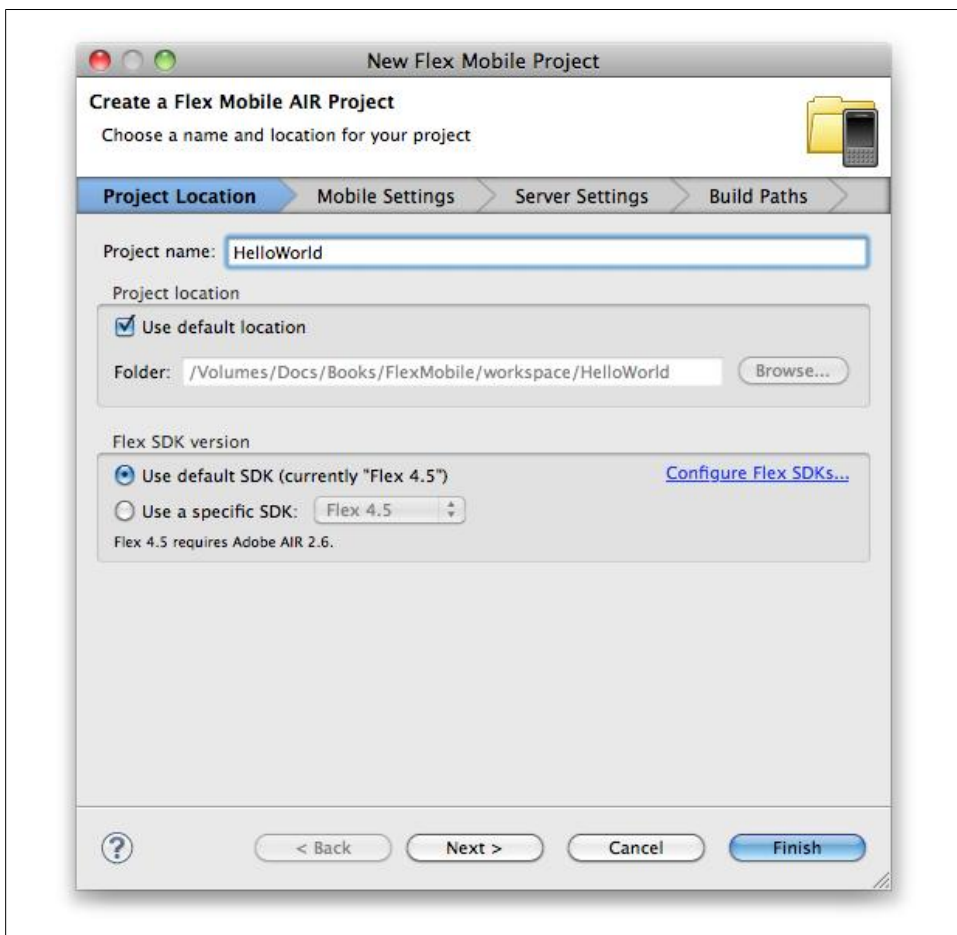 New Flex Mobile Project
Create a Flex Mobile AIR Project
Choose a name and location for your project
Project Location Mobile Settings Server Settings Build Paths
Project name: HelloWorld
Project location
Use default location
Folder: /Volumes/Docs/Books/FlexMobile/workspace/HelloWorld Browse...
Flex SDK version
Use default SDK (currently "Flex 4.5") Configure Flex SDKs...
Use a specific SDK: Flex 4.5
Flex 4.5 requires Adobe AIR 2.6.
? < Back Next > Cancel Finish